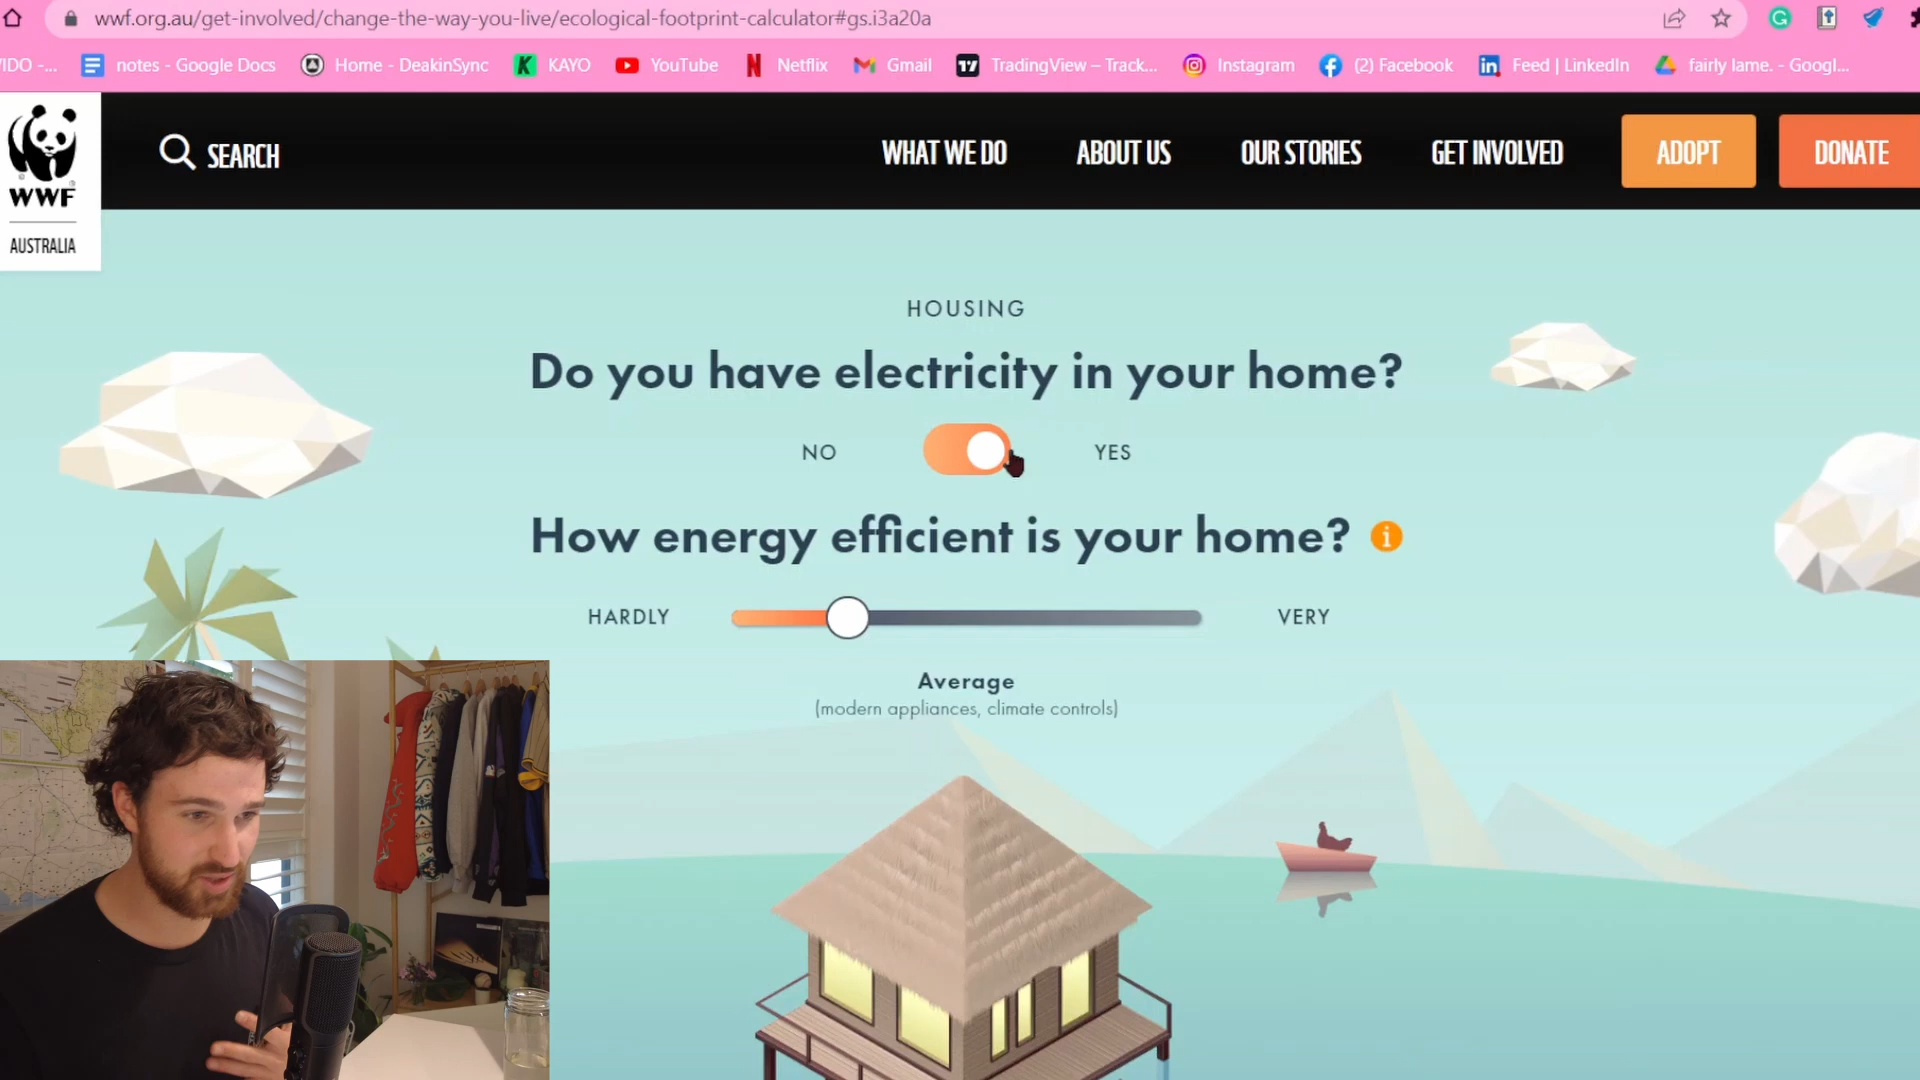 wwf.org.au/get-involved/change-the-way-you-live/ecological-footprint-calculator#gs.i3a20a
IDO -... notes - Google Docs Home - DeakinSync KAYO YouTube Netflix Gmail TradingView – Track... Instagram (2) Facebook Feed | LinkedIn fairly lame. - Googl...
WWF
AUSTRALIA
SEARCH WHAT WE DO ABOUT US OUR STORIES GET INVOLVED ADOPT DONATE
HOUSING
Do you have electricity in your home?
NO YES
How energy efficient is your home? i
HARDLY VERY
Average
(modern appliances, climate controls)